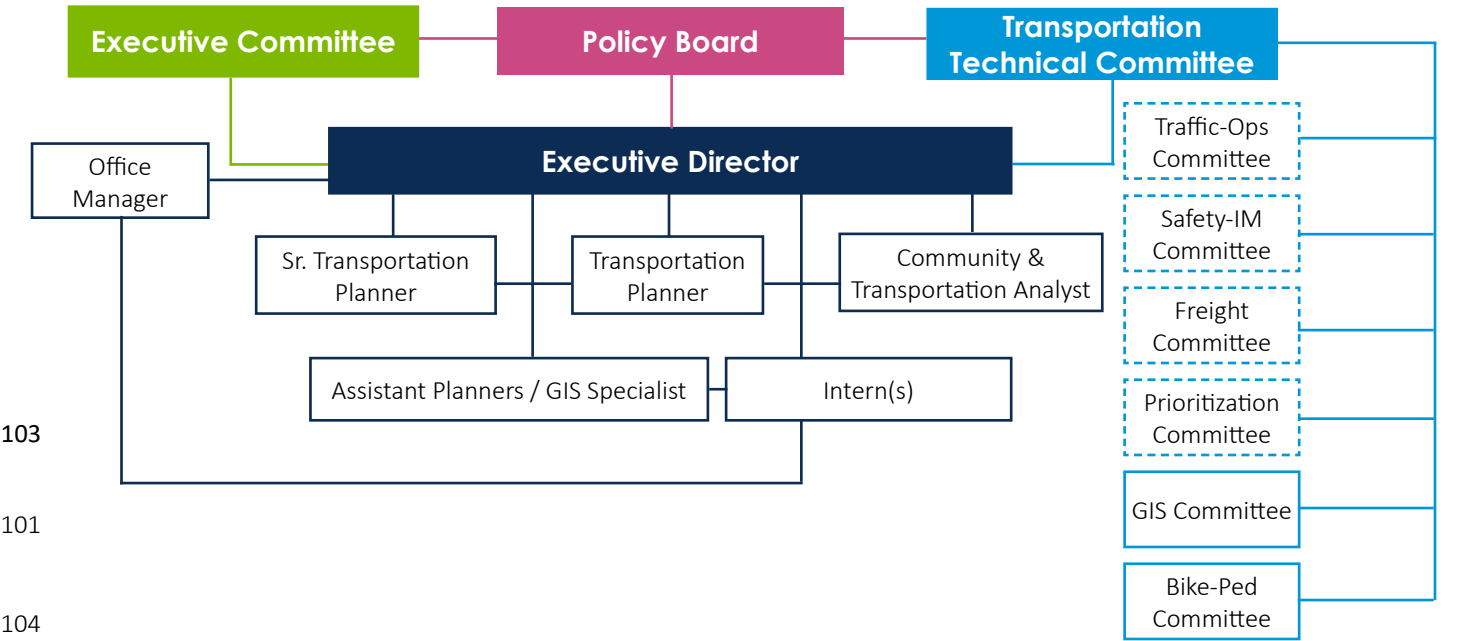 Executive Committee
Policy Board
Transportation
Technical Committee
Executive Director
Office
Manager
Sr. Transportation
Planner
Transportation
Planner
Community &
Transportation Analyst
Assistant Planners / GIS Specialist
Intern(s)
Traffic-Ops
Committee
Safety-IM
Committee
Freight
Committee
Prioritization
Committee
GIS Committee
Bike-Ped
Committee
103
101
104